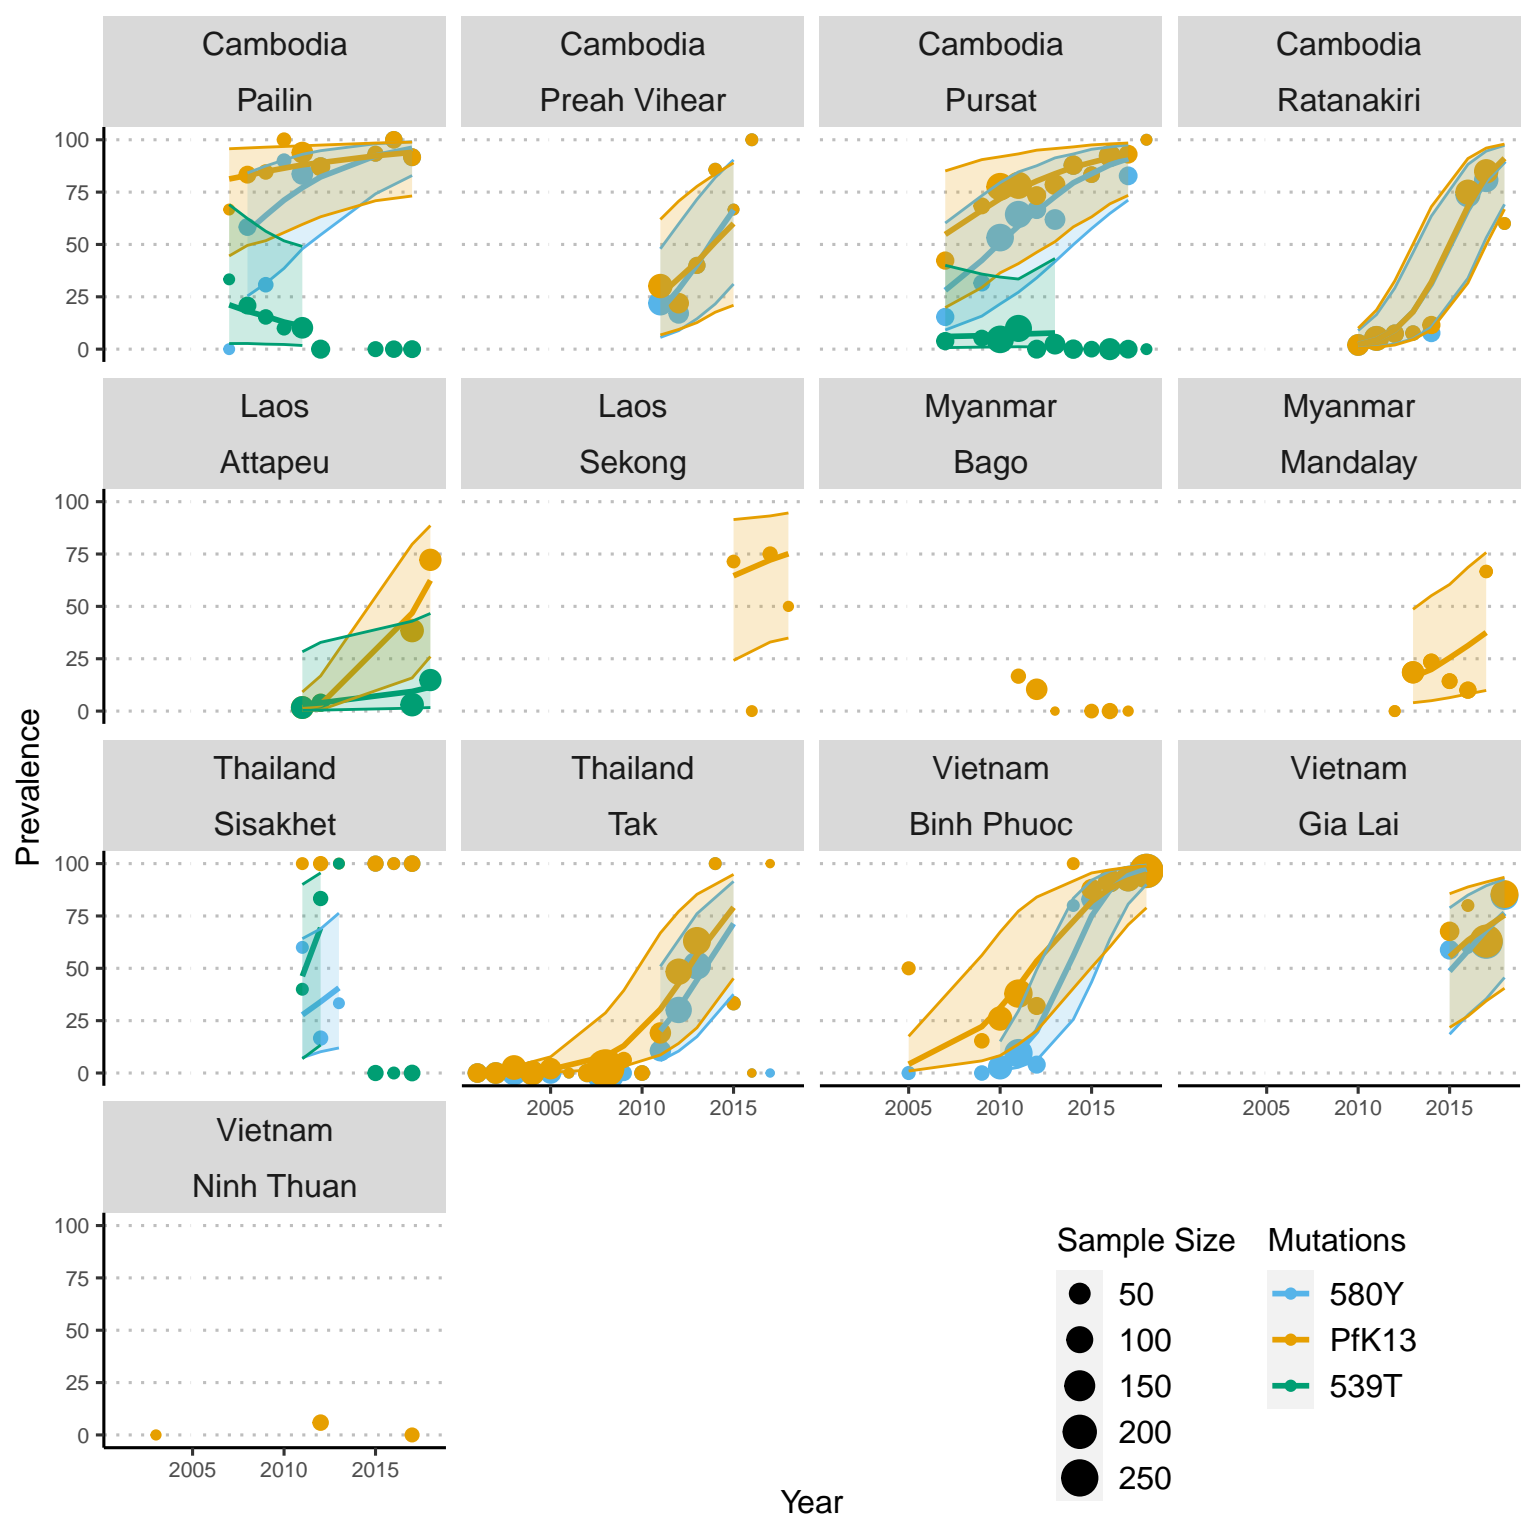 Cambodia
Pailin
Cambodia
Preah Vihear
Cambodia
Pursat
Cambodia
Ratanakiri
100
75
50
25
0
Laos
Attapeu
Laos
Sekong
Myanmar
Bago
Myanmar
Mandalay
100
75
50
25
0
Thailand
Sisakhet
Thailand
Tak
Vietnam
Binh Phuoc
Vietnam
Gia Lai
100
75
50
25
0
2005 2010 2015
2005 2010 2015
2005 2010 2015
Vietnam
Ninh Thuan
100
75
50
25
0
2005 2010 2015
Prevalence
Year
Sample Size
50
100
150
200
250
Mutations
580Y
PfK13
539T